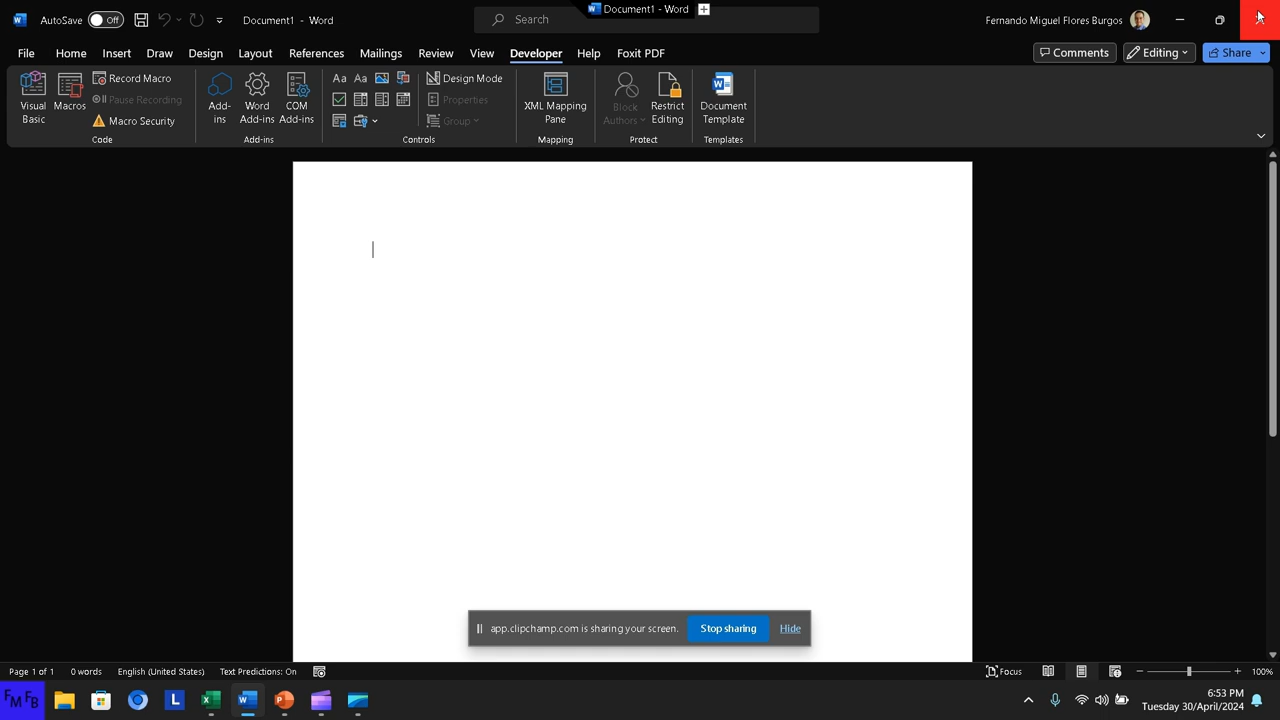 AutoSave Off Document1 - Word Search Document1 - Word Fernando Miguel Flores Burgos
File Home Insert Draw Design Layout References Mailings Review View Developer Help Foxit PDF Comments Editing Share
Visual Basic
Macros
Record Macro
Pause Recording
Macro Security
Code
Add-ins
Word Add-ins
COM Add-ins
Add-ins
Aa Aa
Design Mode
Properties
Group
Controls
XML Mapping Pane
Mapping
Block Authors
Restrict Editing
Protect
Document Template
Templates
app.clipchamp.com is sharing your screen. Stop sharing Hide
Page 1 of 1 0 words English (United States) Text Predictions: On Focus 100%
FM FB L 6:53 PM
Tuesday 30/April/2024